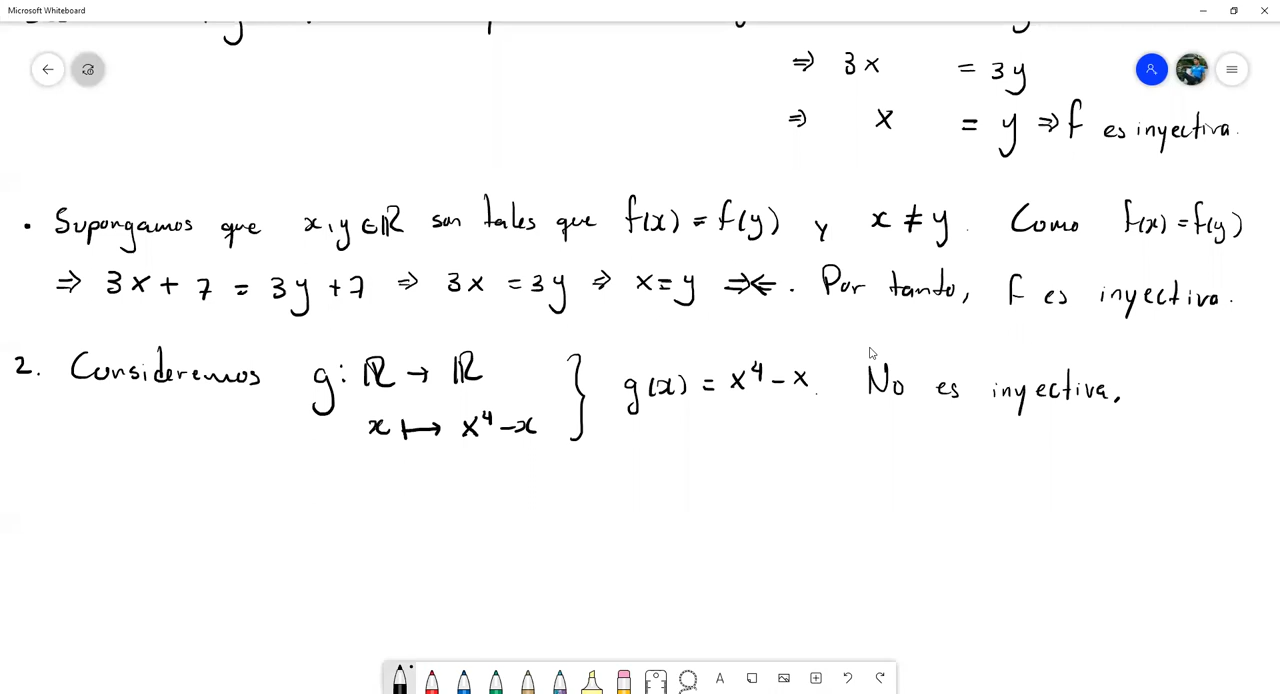 Microsoft Whiteboard
⇒ 3x = 3y
⇒ x = y ⇒ f es inyectiva.
• Supongamos que x,y ∈ ℝ son tales que f(x) = f(y) y x ≠ y. Como f(x) = f(y)
⇒ 3x + 7 = 3y + 7 ⇒ 3x = 3y ⇒ x = y ⇒⇐. Por tanto, f es inyectiva.
2. Consideremos g: ℝ → ℝ } g(x) = x⁴ - x. No es inyectiva,
x ↦ x⁴ - x
A